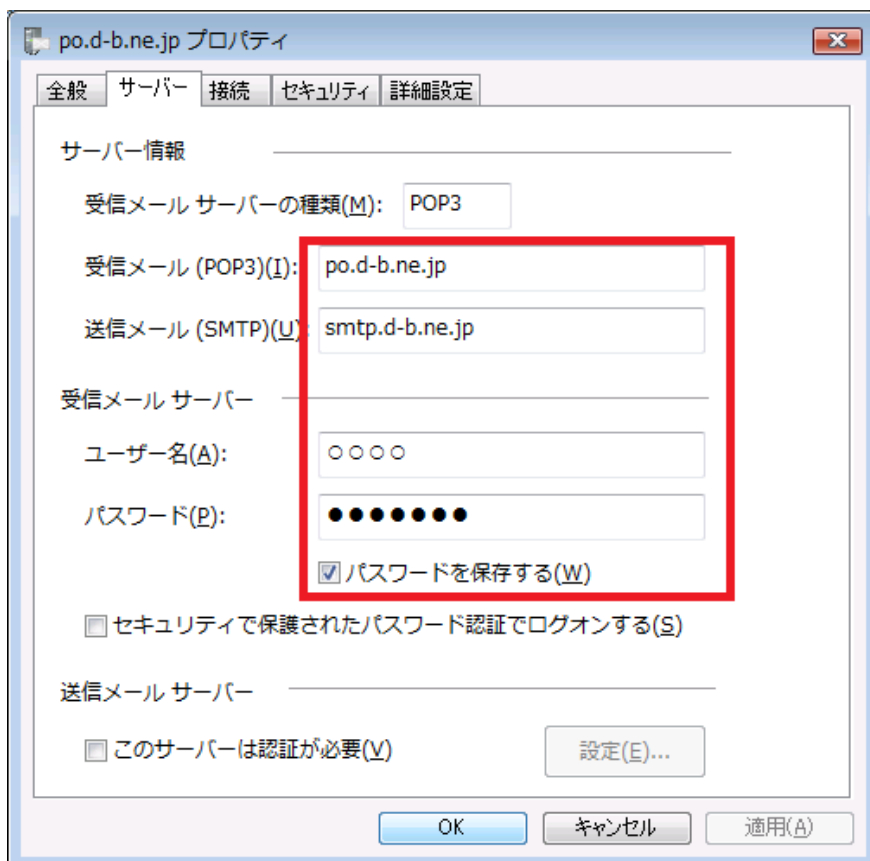 po.d-b.ne.jp プロパティ
全般 サーバー 接続 セキュリティ 詳細設定
サーバー情報
受信メール サーバーの種類(M): POP3
受信メール (POP3)(I): po.d-b.ne.jp
送信メール (SMTP)(U): smtp.d-b.ne.jp
受信メール サーバー
ユーザー名(A): ○○○○
パスワード(P): ●●●●●●●
パスワードを保存する(W)
セキュリティで保護されたパスワード認証でログオンする(S)
送信メール サーバー
このサーバーは認証が必要(V) 設定(E)...
OK キャンセル 適用(A)